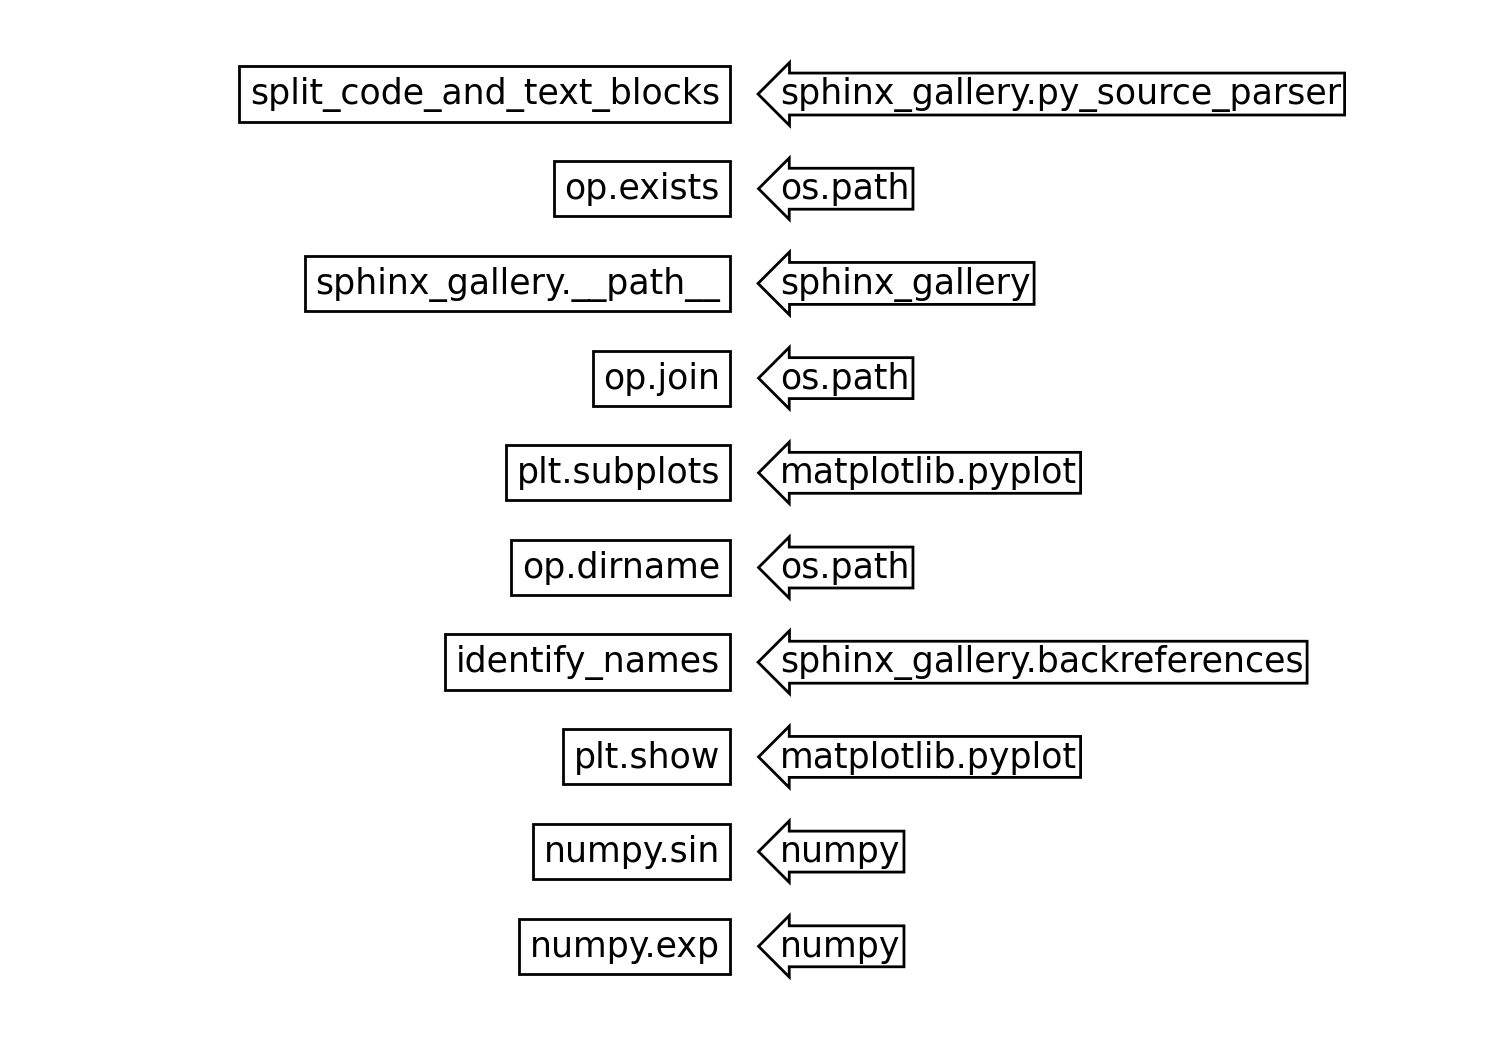 split_code_and_text_blocks sphinx_gallery.py_source_parser
op.exists os.path
sphinx_gallery.__path__ sphinx_gallery
op.join os.path
plt.subplots matplotlib.pyplot
op.dirname os.path
identify_names sphinx_gallery.backreferences
plt.show matplotlib.pyplot
numpy.sin numpy
numpy.exp numpy